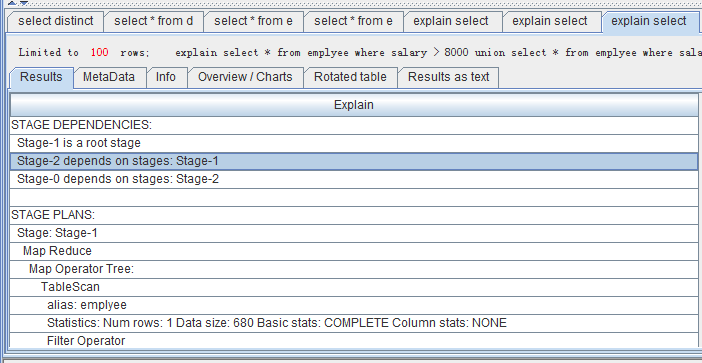 select distinct
select * from d
select * from e
select * from e
explain select
explain select
explain select
Limited to 100 rows; explain select * from emplyee where salary > 8000 union select * from emplyee where sala
Results
MetaData
Info
Overview / Charts
Rotated table
Results as text
Explain
STAGE DEPENDENCIES:
Stage-1 is a root stage
Stage-2 depends on stages: Stage-1
Stage-0 depends on stages: Stage-2
STAGE PLANS:
Stage: Stage-1
Map Reduce
Map Operator Tree:
TableScan
alias: emplyee
Statistics: Num rows: 1 Data size: 680 Basic stats: COMPLETE Column stats: NONE
Filter Operator